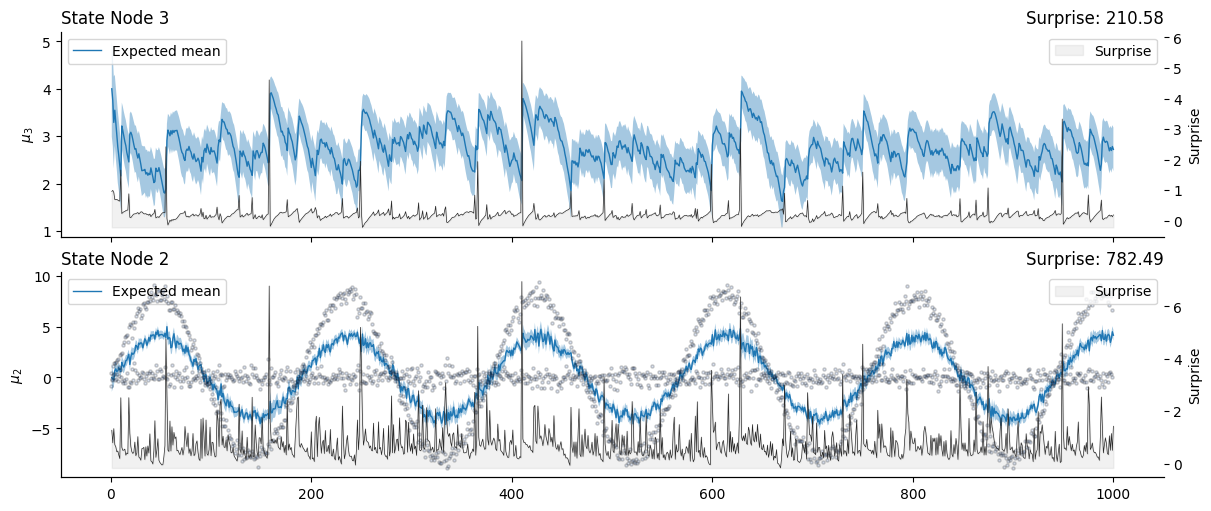 State Node 3
Surprise: 210.58
Expected mean
Surprise
5
4
3
2
1
μ3
6
5
4
3
2
1
0
Surprise
State Node 2
Surprise: 782.49
Expected mean
Surprise
10
5
0
−5
μ2
6
4
2
0
Surprise
0 200 400 600 800 1000